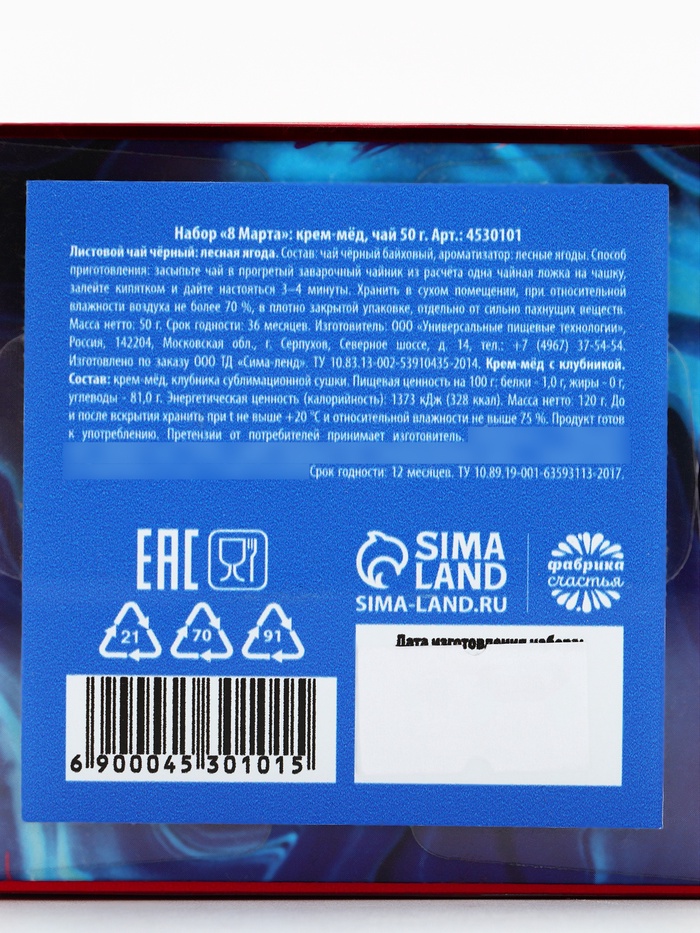 Набор «8 Марта»: крем-мёд, чай 50 г. Арт.: 4530101
Листовой чай чёрный: лесная ягода. Состав: чай чёрный байховый, ароматизатор: лесные ягоды. Способ
приготовления: засыпьте чай в прогретый заварочный чайник из расчёта одна чайная ложка на чашку,
залейте кипятком и дайте настояться 3–4 минуты. Хранить в сухом помещении, при относительной
влажности воздуха не более 70 %, в плотно закрытой упаковке, отдельно от сильно пахнущих веществ.
Масса нетто: 50 г. Срок годности: 36 месяцев. Изготовитель: ООО «Универсальные пищевые технологии»,
Россия, 142204, Московская обл., г. Серпухов, Северное шоссе, д. 14, тел.: +7 (4967) 37-54-54.
Изготовлено по заказу ООО ТД «Сима-ленд». ТУ 10.83.13-002-53910435-2014. Крем-мёд с клубникой.
Состав: крем-мёд, клубника сублимационной сушки. Пищевая ценность на 100 г: белки - 1,0 г, жиры - 0 г,
углеводы - 81,0 г. Энергетическая ценность (калорийность): 1373 кДж (328 ккал). Масса нетто: 120 г. До
и после вскрытия хранить при t не выше +20 °С и относительной влажности не выше 75 %. Продукт готов
к употреблению. Претензии от потребителей принимает изготовитель.
Срок годности: 12 месяцев. ТУ 10.89.19-001-63593113-2017.
EAC
SIMA
LAND
SIMA-LAND.RU
фабрика
счастья
21 70 91
Дата изготовления набора:
6 900045 301015